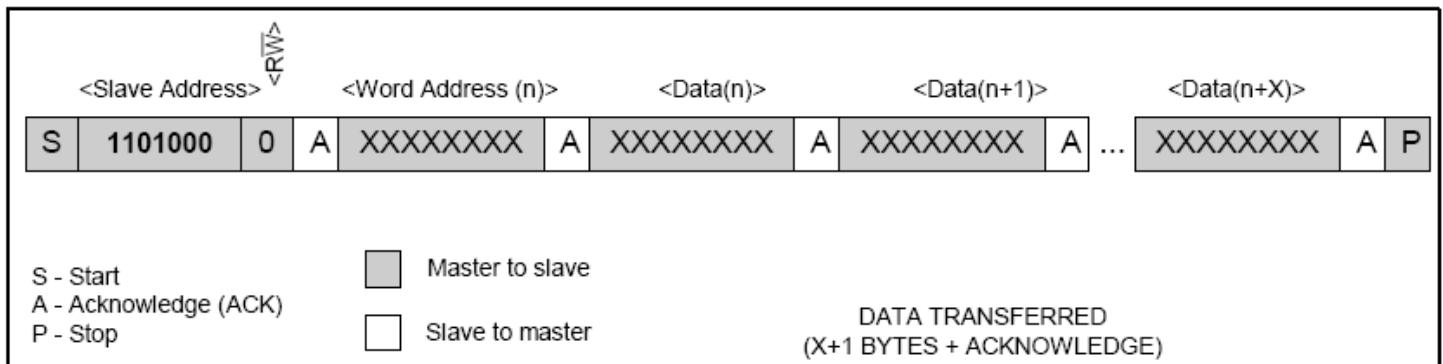 <RW̅>
<Slave Address> <Word Address (n)> <Data(n)> <Data(n+1)> <Data(n+X)>
S 1101000 0 A XXXXXXXX A XXXXXXXX A XXXXXXXX A ... XXXXXXXX A P
S - Start
A - Acknowledge (ACK)
P - Stop
Master to slave
Slave to master
DATA TRANSFERRED
(X+1 BYTES + ACKNOWLEDGE)